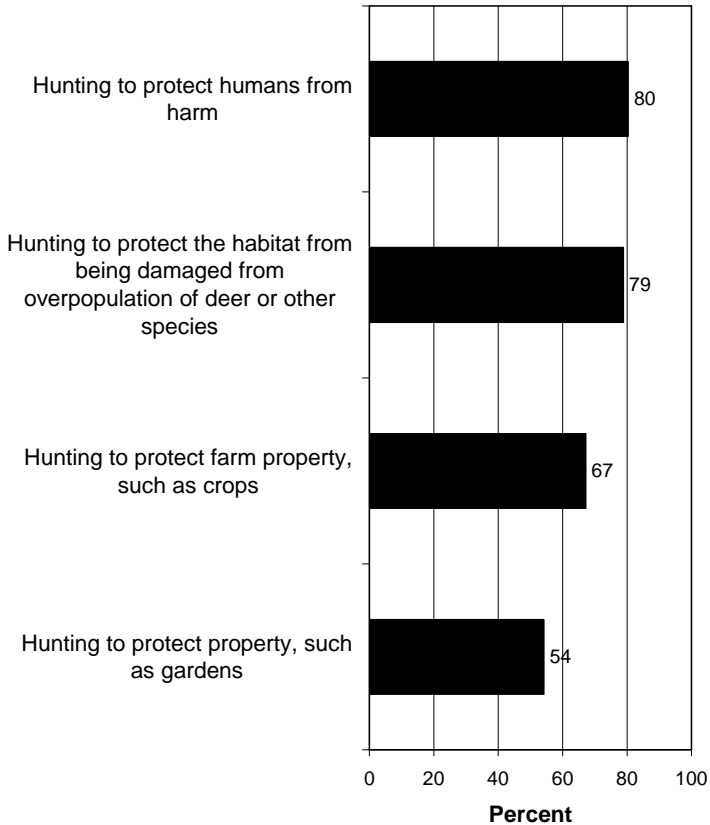 Hunting to protect humans from
harm
80
Hunting to protect the habitat from
being damaged from
overpopulation of deer or other
species
79
Hunting to protect farm property,
such as crops
67
Hunting to protect property, such
as gardens
54
0 20 40 60 80 100
Percent